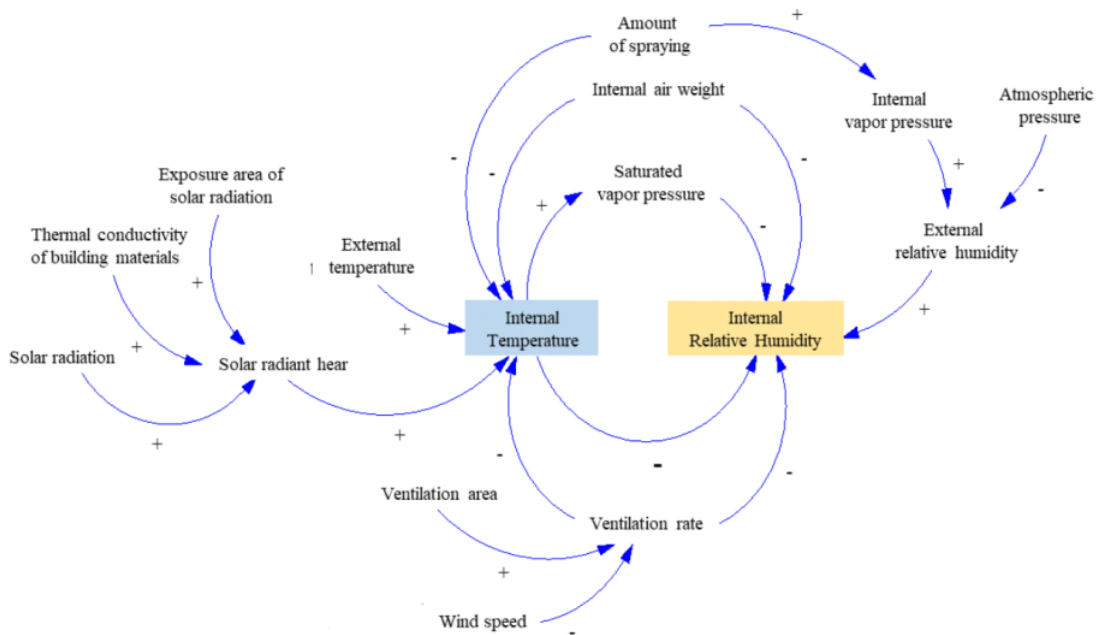 Amount
of spraying
+
Internal air weight
Internal
vapor pressure
Atmospheric
pressure
-
-
-
+
-
Saturated
vapor pressure
+
-
Exposure area of
solar radiation
Thermal conductivity
of building materials
External
temperature
External
relative humidity
+
+
+
+
Internal
Temperature
Internal
Relative Humidity
Solar radiation
Solar radiant hear
+
+
-
-
-
Ventilation area
Ventilation rate
+
Wind speed
-